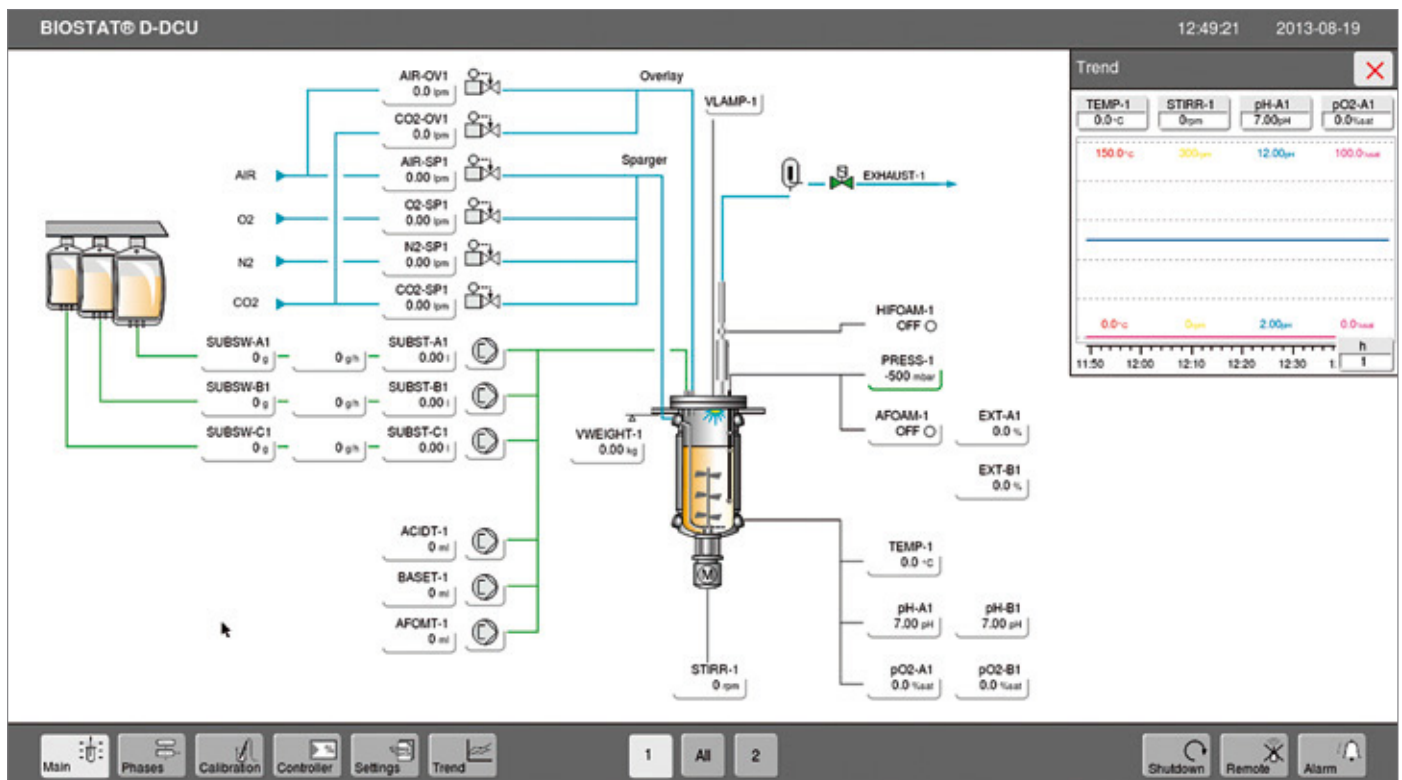 BIOSTAT® D-DCU
12:49:21 2013-08-19
Trend
TEMP-1 STIRR-1 pH-A1 pO2-A1
0.0 °C 0rpm 7.00pH 0.0%sat
150.0°C 300rpm 12.00pH 100.0%sat
0.0°C 0rpm 2.00pH 0.0%sat
h
11:50 12:00 12:10 12:20 12:30 1: 1
AIR-OV1
0.0 lpm
Overlay
CO2-OV1
0.0 lpm
AIR-SP1
0.00 lpm
Sparger
O2-SP1
0.00 lpm
N2-SP1
0.00 lpm
CO2-SP1
0.00 lpm
AIR
O2
N2
CO2
VLAMP-1
EXHAUST-1
SUBSW-A1
0 g
0 g/h
SUBST-A1
0.00 l
SUBSW-B1
0 g
0 g/h
SUBST-B1
0.00 l
SUBSW-C1
0 g
0 g/h
SUBST-C1
0.00 l
VWEIGHT-1
0.00 kg
HIFOAM-1
OFF
PRESS-1
-500 mbar
AFOAM-1
OFF
EXT-A1
0.0 %
EXT-B1
0.0 %
ACIDT-1
0 ml
BASET-1
0 ml
AFOMT-1
0 ml
M
STIRR-1
0 rpm
TEMP-1
0.0 °C
pH-A1
7.00 pH
pH-B1
7.00 pH
pO2-A1
0.0 %sat
pO2-B1
0.0 %sat
Main Phases Calibration Controller Settings Trend
1 All 2
Shutdown Remote Alarm